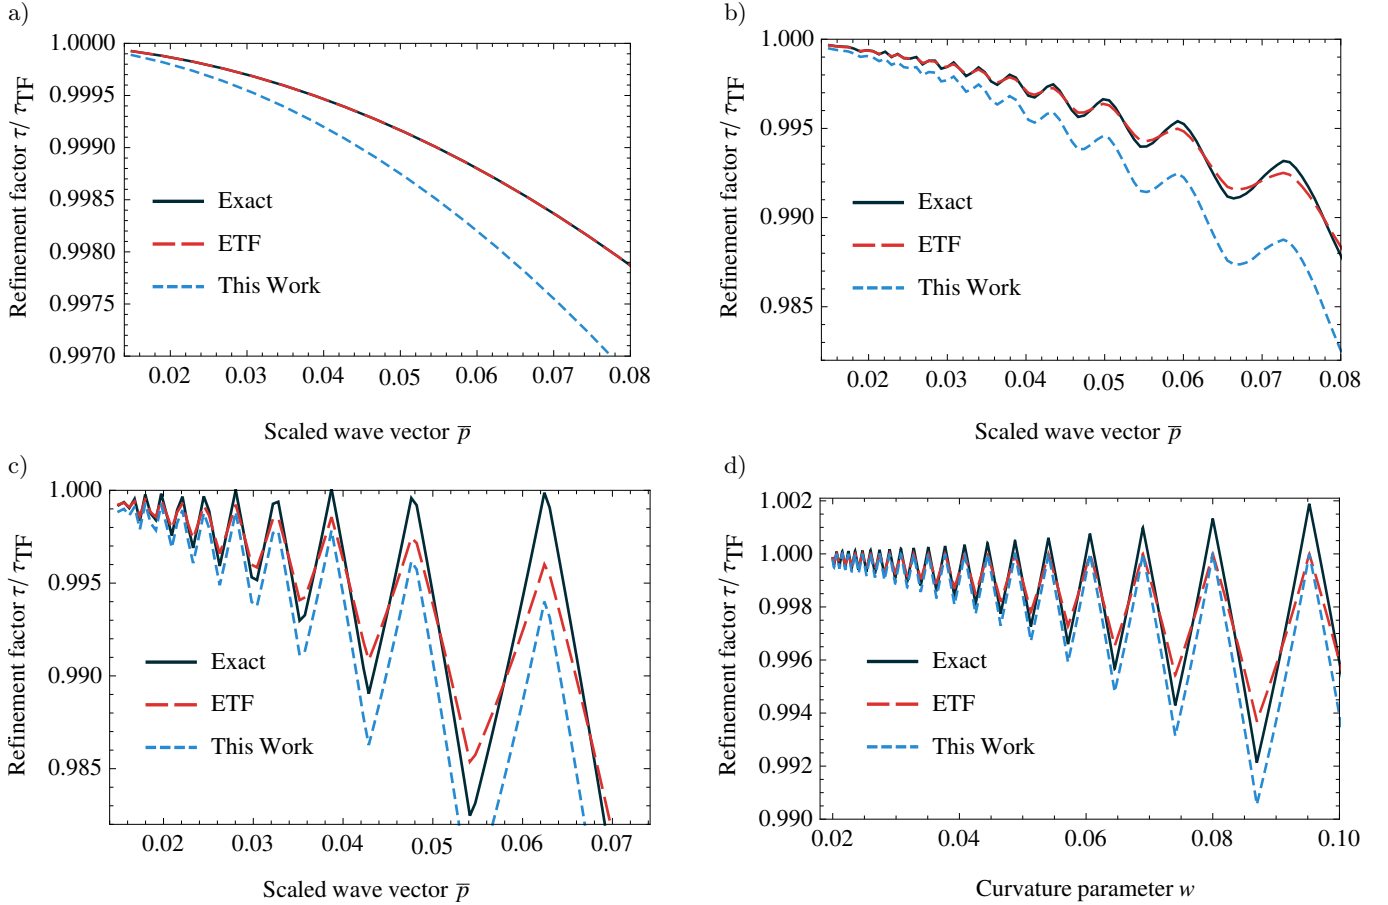 a)
Refinement factor τ/ τTF
1.0000
0.9995
0.9990
0.9985
0.9980
0.9975
0.9970
Exact
ETF
This Work
0.02 0.03 0.04 0.05 0.06 0.07 0.08
Scaled wave vector p̅
b)
Refinement factor τ/ τTF
1.000
0.995
0.990
0.985
Exact
ETF
This Work
0.02 0.03 0.04 0.05 0.06 0.07 0.08
Scaled wave vector p̅
c)
Refinement factor τ/ τTF
1.000
0.995
0.990
0.985
Exact
ETF
This Work
0.02 0.03 0.04 0.05 0.06 0.07
Scaled wave vector p̅
d)
Refinement factor τ/ τTF
1.002
1.000
0.998
0.996
0.994
0.992
0.990
Exact
ETF
This Work
0.02 0.04 0.06 0.08 0.10
Curvature parameter w